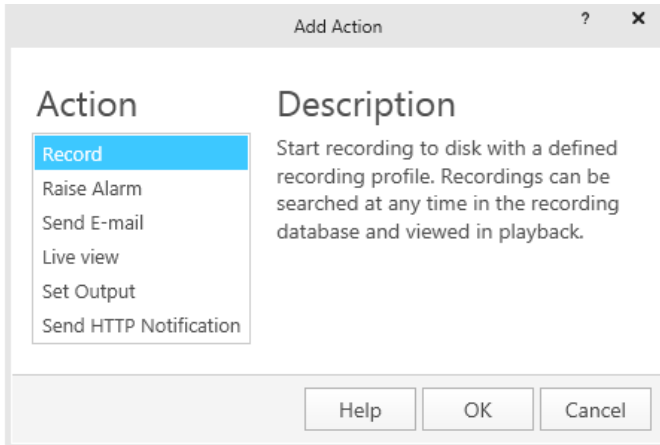 Add Action
?
Action
Record
Raise Alarm
Send E-mail
Live view
Set Output
Send HTTP Notification
Description
Start recording to disk with a defined
recording profile. Recordings can be
searched at any time in the recording
database and viewed in playback.
Help
OK
Cancel